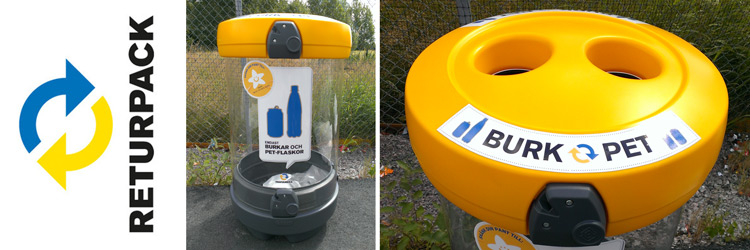 RETURPACK
ENDAST
BURKAR OCH
PET-FLASKOR
BURK PET